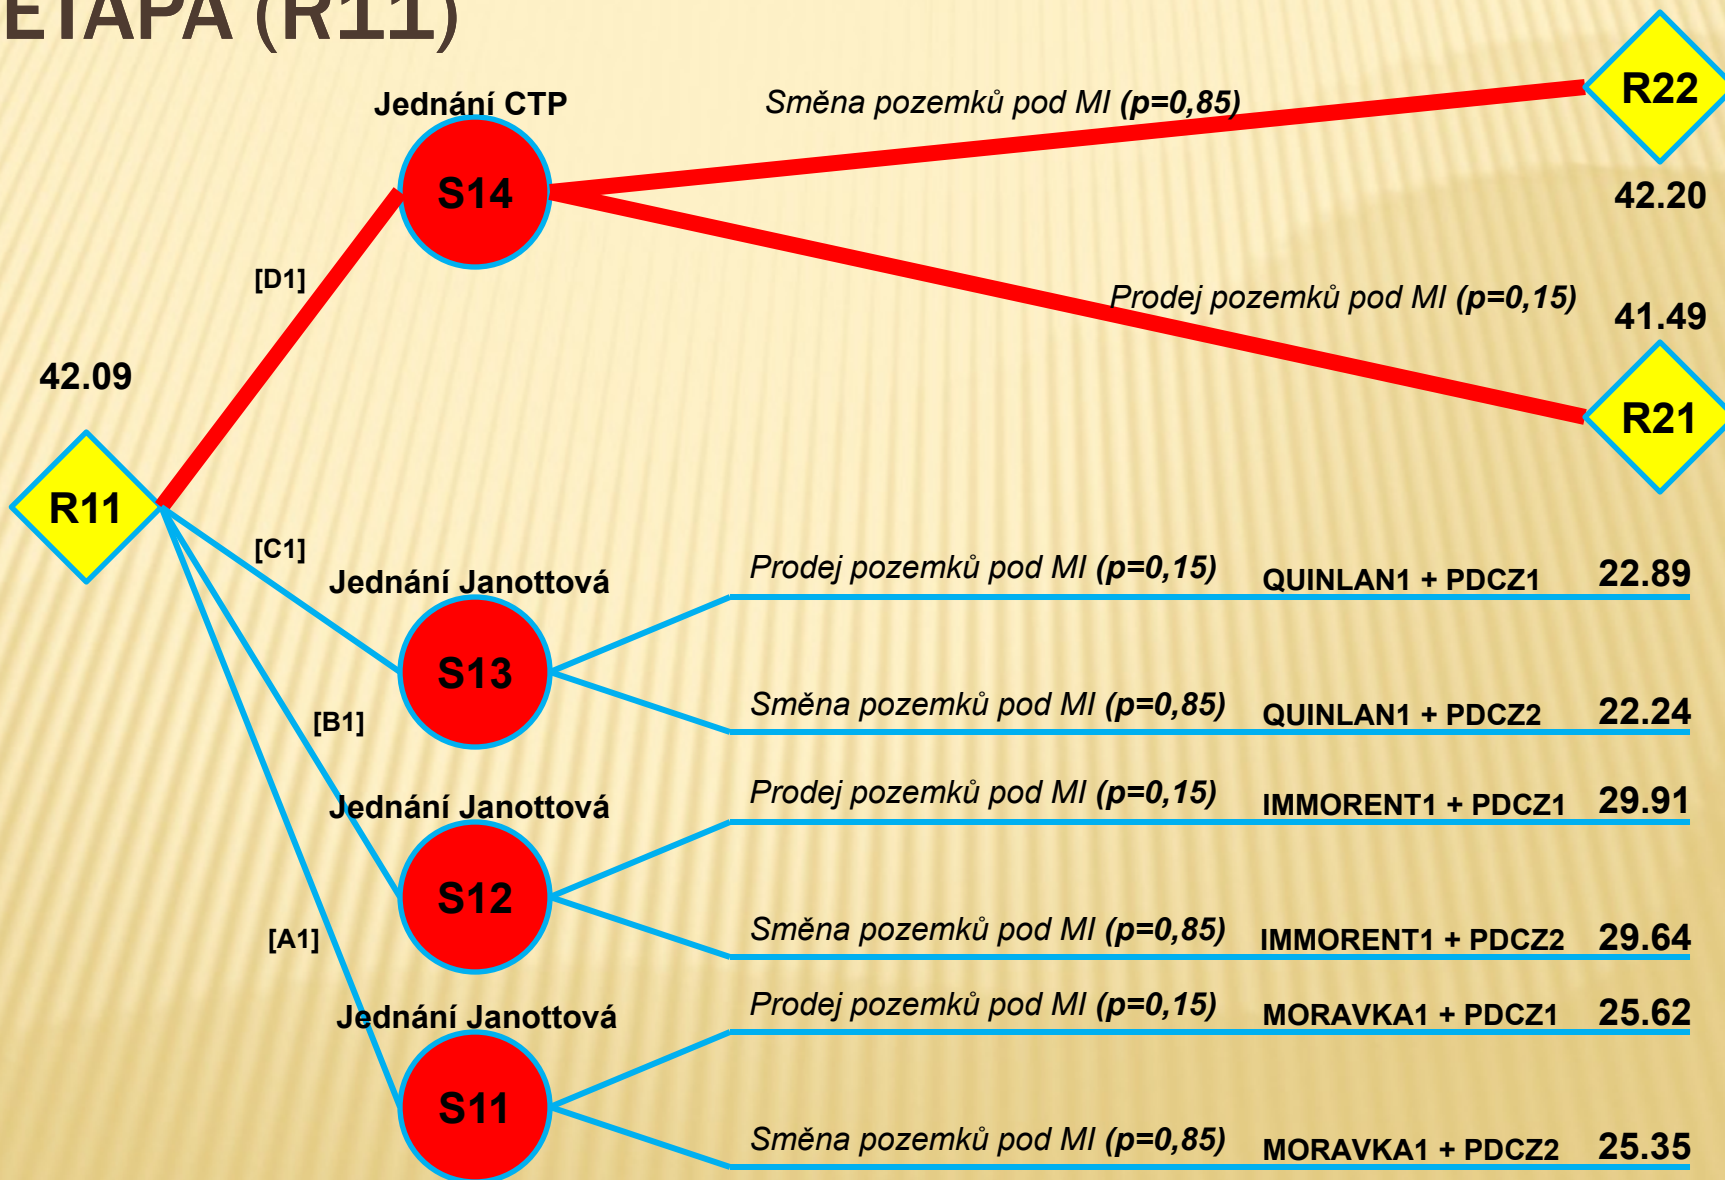 ETAPA (R11)
Jednání CTP
Směna pozemků pod MI (p=0,85)
R22
S14
42.20
[D1]
Prodej pozemků pod MI (p=0,15)
41.49
42.09
R21
R11
[C1]
Jednání Janottová
Prodej pozemků pod MI (p=0,15)
QUINLAN1 + PDCZ1
22.89
S13
[B1]
Směna pozemků pod MI (p=0,85)
QUINLAN1 + PDCZ2
22.24
Jednání Janottová
Prodej pozemků pod MI (p=0,15)
IMMORENT1 + PDCZ1
29.91
S12
[A1]
Směna pozemků pod MI (p=0,85)
IMMORENT1 + PDCZ2
29.64
Jednání Janottová
Prodej pozemků pod MI (p=0,15)
MORAVKA1 + PDCZ1
25.62
S11
Směna pozemků pod MI (p=0,85)
MORAVKA1 + PDCZ2
25.35